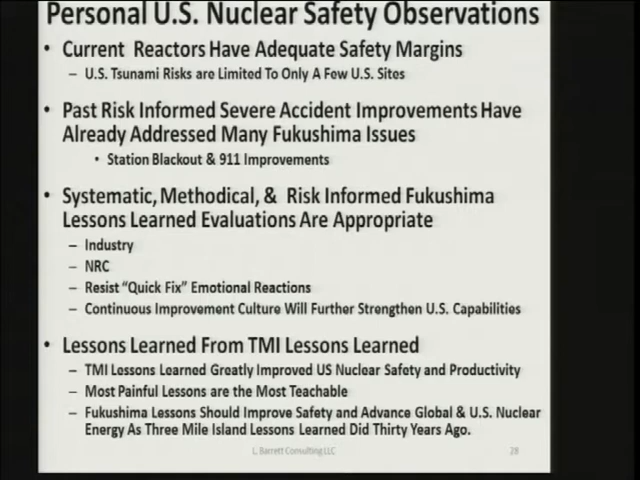 Personal U.S. Nuclear Safety Observations
• Current Reactors Have Adequate Safety Margins
– U.S. Tsunami Risks are Limited To Only A Few U.S. Sites
• Past Risk Informed Severe Accident Improvements Have
Already Addressed Many Fukushima Issues
• Station Blackout & 911 Improvements
• Systematic, Methodical, & Risk Informed Fukushima
Lessons Learned Evaluations Are Appropriate
– Industry
– NRC
– Resist "Quick Fix" Emotional Reactions
– Continuous Improvement Culture Will Further Strengthen U.S. Capabilities
• Lessons Learned From TMI Lessons Learned
– TMI Lessons Learned Greatly Improved US Nuclear Safety and Productivity
– Most Painful Lessons are the Most Teachable
– Fukushima Lessons Should Improve Safety and Advance Global & U.S. Nuclear
Energy As Three Mile Island Lessons Learned Did Thirty Years Ago.
L. Barrett Consulting LLC 28